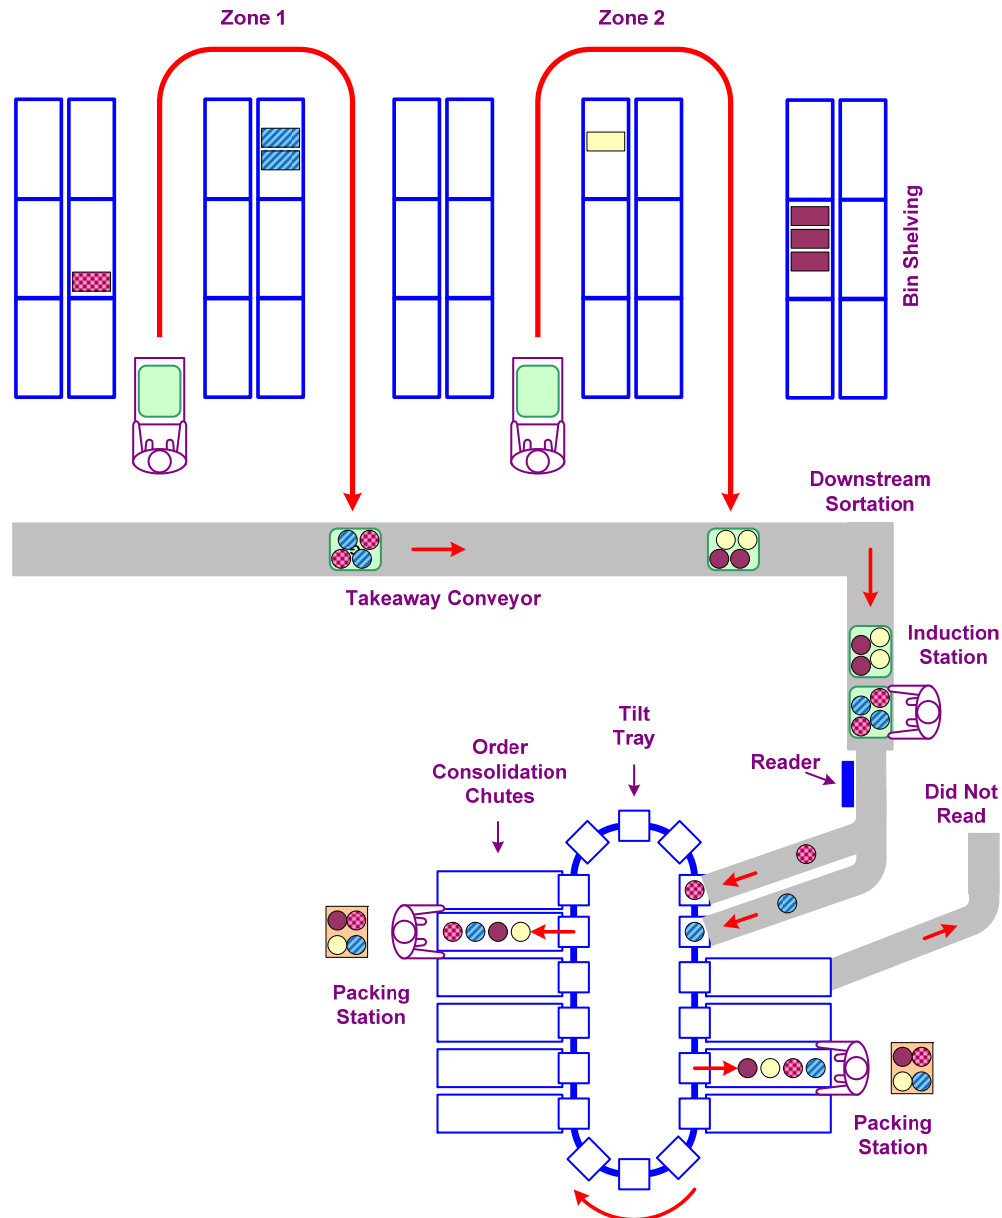 Zone 1
Zone 2
Bin Shelving
Downstream
Sortation
Takeaway Conveyor
Induction
Station
Tilt
Tray
Order
Consolidation
Chutes
Reader
Did Not
Read
Packing
Station
Packing
Station